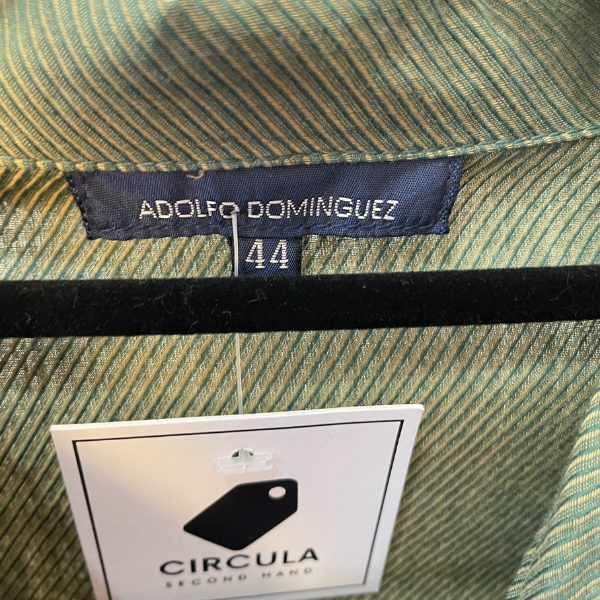 ADOLFO DOMINGUEZ
44
CIRCULA
SECOND HAND